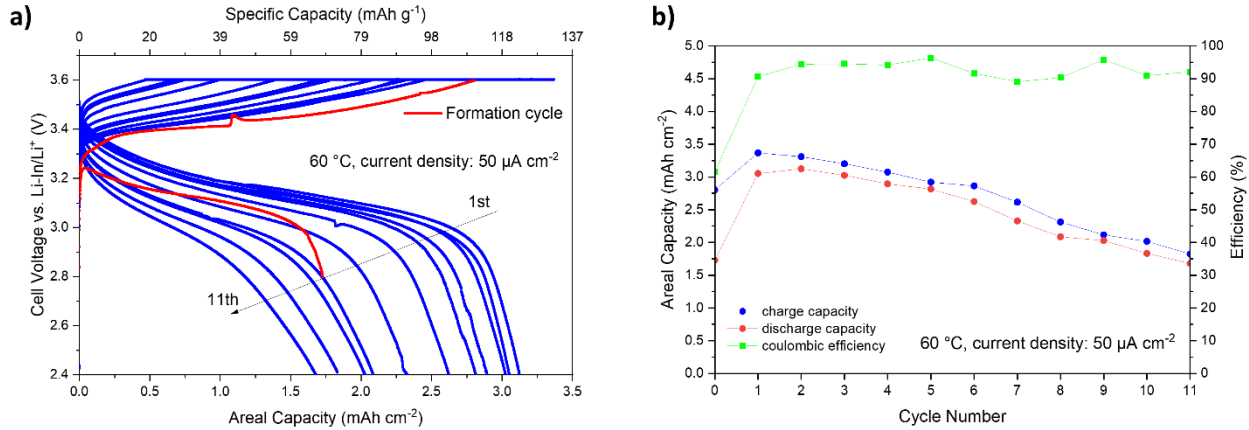 a)
Specific Capacity (mAh g-1)
0 20 39 59 78 98 118 137
Cell Voltage vs. Li-In/Li+ (V)
3.6
3.4
3.2
3.0
2.8
2.6
2.4
Formation cycle
60 °C, current density: 50 µA cm-2
1st
11th
0.0 0.5 1.0 1.5 2.0 2.5 3.0 3.5
Areal Capacity (mAh cm-2)
b)
Areal Capacity (mAh cm-2)
5.0
4.5
4.0
3.5
3.0
2.5
2.0
1.5
1.0
0.5
0.0
charge capacity
discharge capacity
coulombic efficiency
60 °C, current density: 50 µA cm-2
100
90
80
70
60
50
40
30
20
10
0
Efficiency (%)
0 1 2 3 4 5 6 7 8 9 10 11
Cycle Number